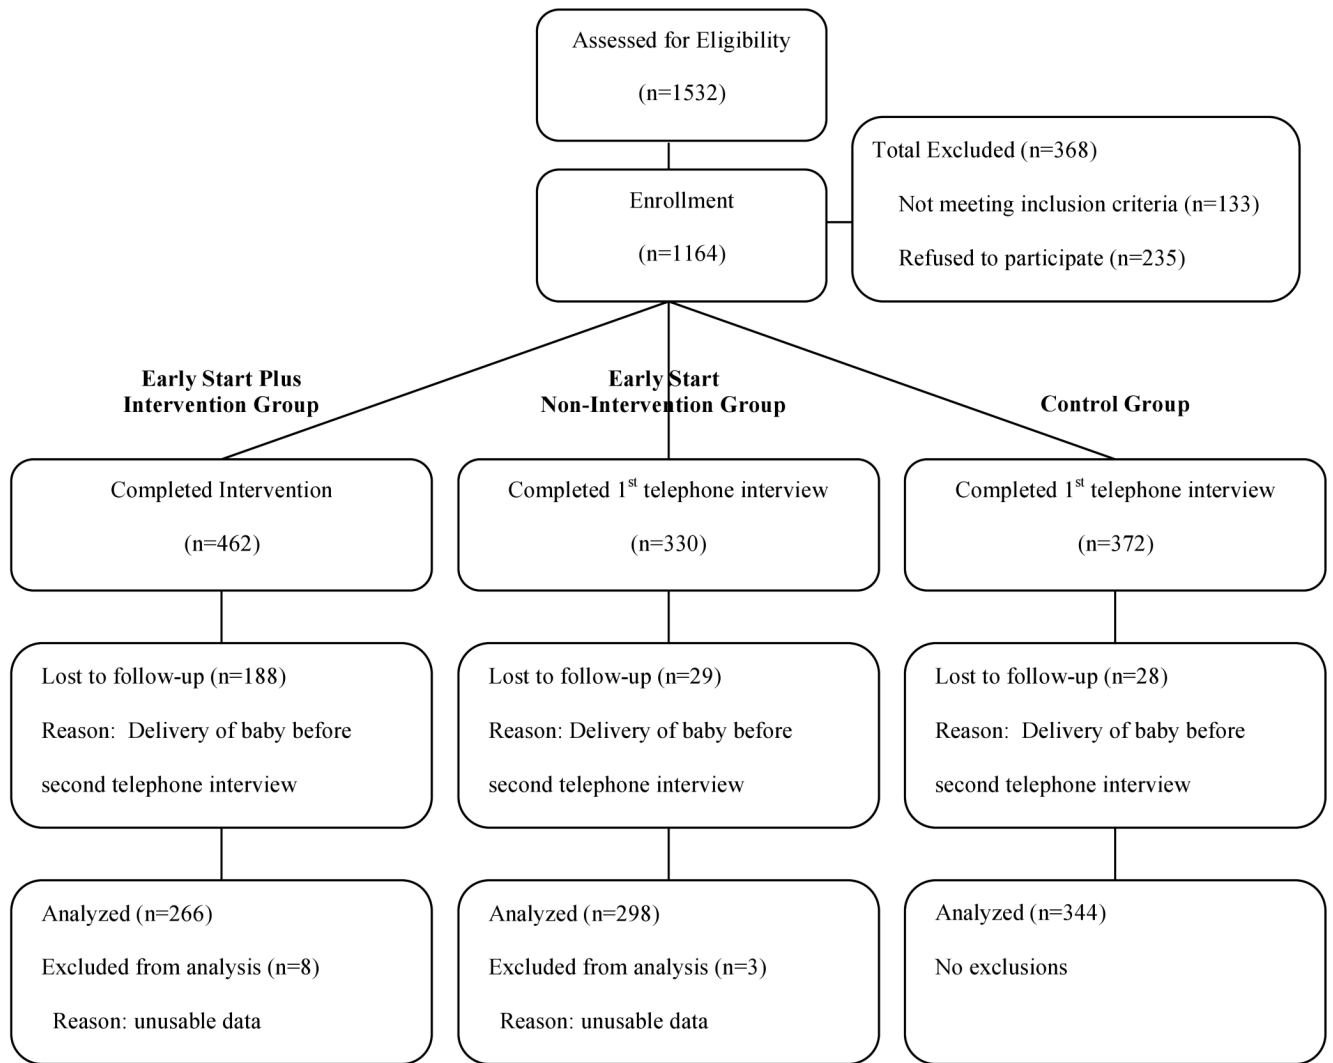 Assessed for Eligibility
(n=1532)
Enrollment
(n=1164)
Total Excluded (n=368)
Not meeting inclusion criteria (n=133)
Refused to participate (n=235)
Early Start Plus
Intervention Group
Early Start
Non-Intervention Group
Control Group
Completed Intervention
(n=462)
Completed 1st telephone interview
(n=330)
Completed 1st telephone interview
(n=372)
Lost to follow-up (n=188)
Reason:  Delivery of baby before
second telephone interview
Lost to follow-up (n=29)
Reason: Delivery of baby before
second telephone interview
Lost to follow-up (n=28)
Reason:  Delivery of baby before
second telephone interview
Analyzed (n=266)
Excluded from analysis (n=8)
Reason: unusable data
Analyzed (n=298)
Excluded from analysis (n=3)
Reason: unusable data
Analyzed (n=344)
No exclusions